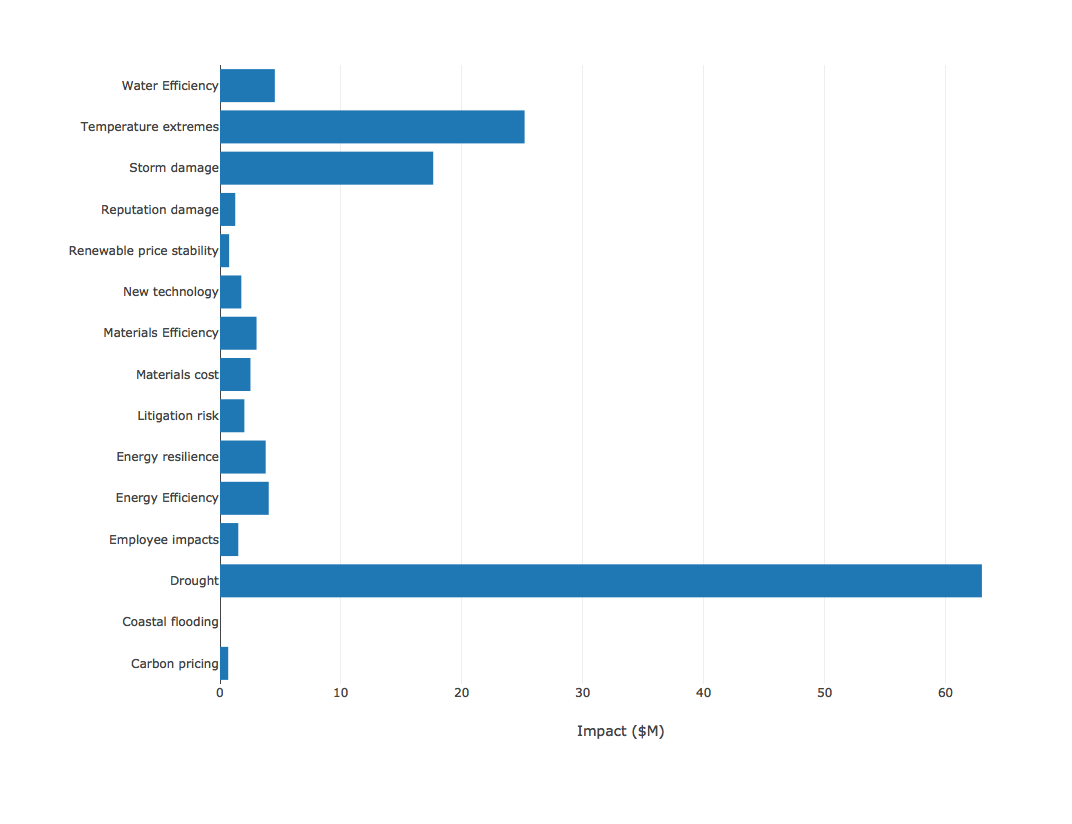 Water Efficiency
Temperature extremes
Storm damage
Reputation damage
Renewable price stability
New technology
Materials Efficiency
Materials cost
Litigation risk
Energy resilience
Energy Efficiency
Employee impacts
Drought
Coastal flooding
Carbon pricing
0 10 20 30 40 50 60
Impact ($M)